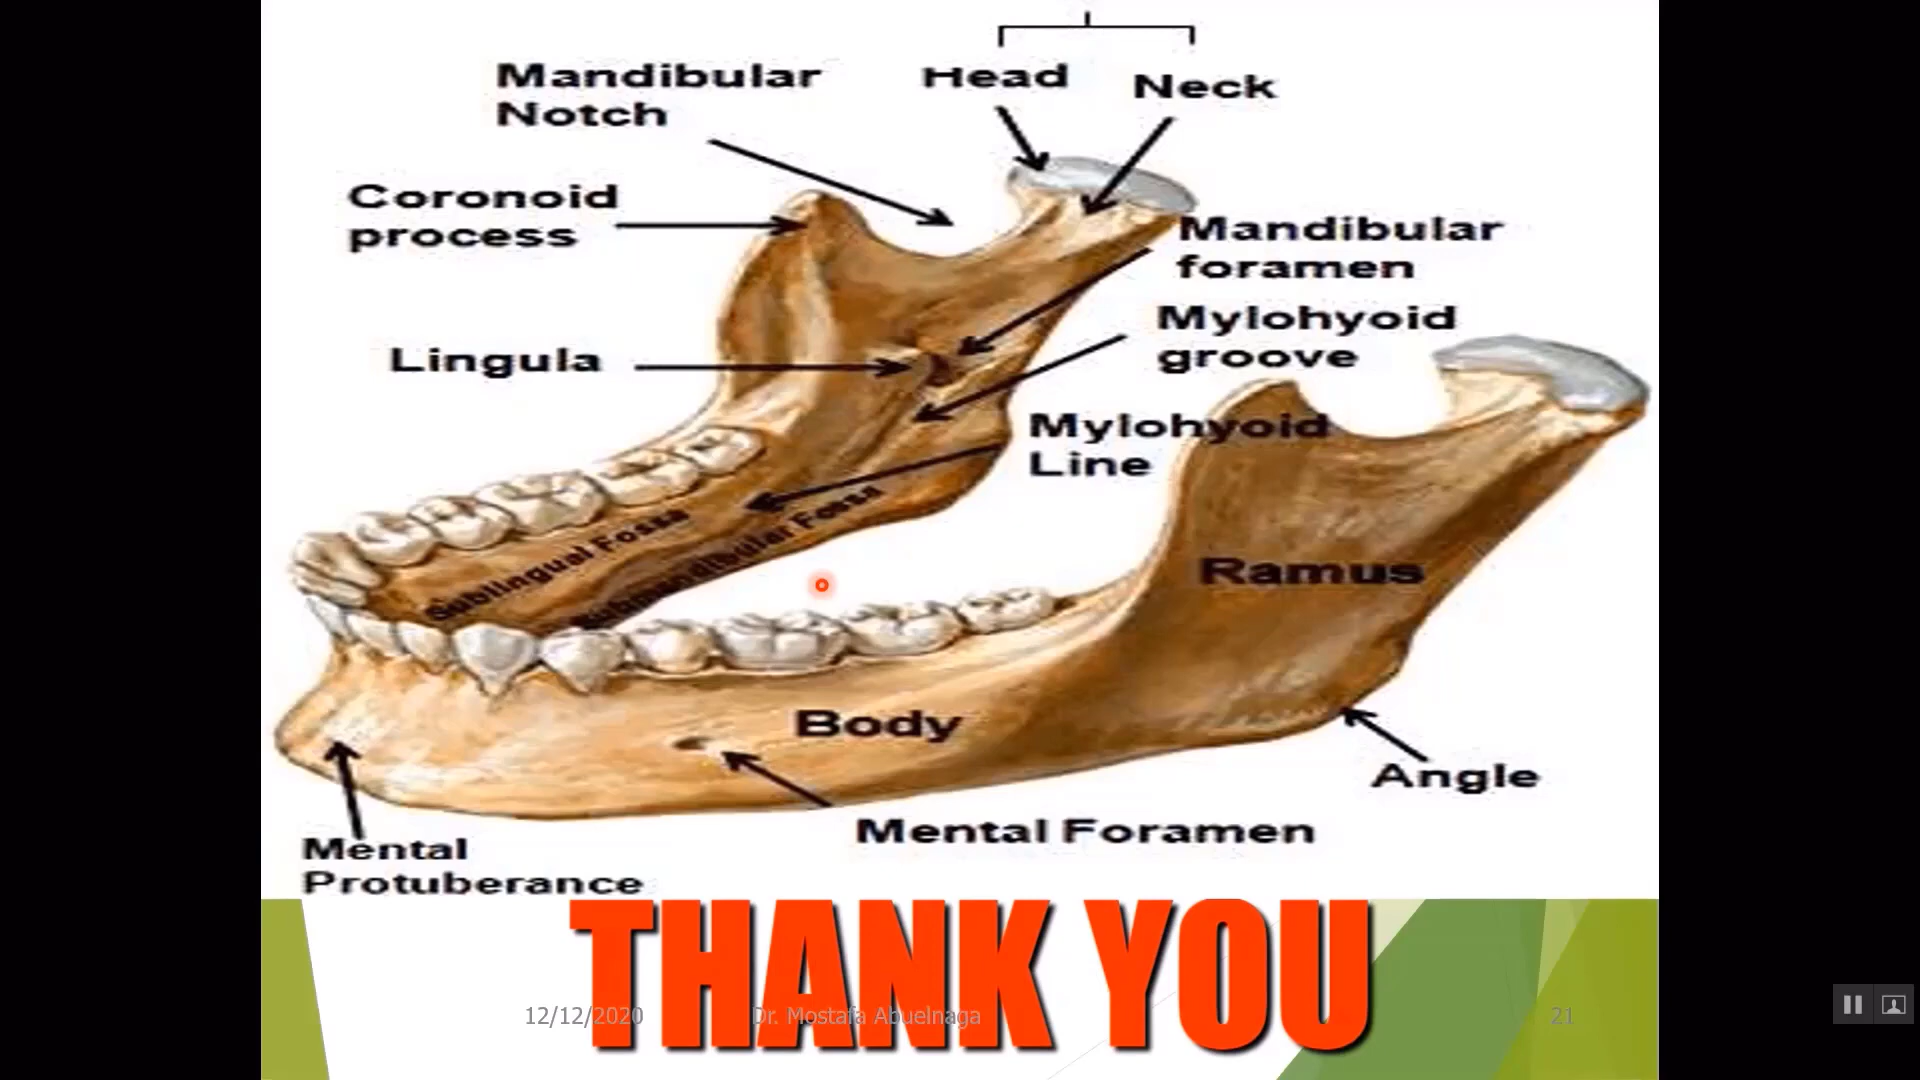 Mandibular
Notch
Head
Neck
Coronoid
process
Mandibular
foramen
Lingula
Mylohyoid
groove
Mylohyoid
Line
Sublingual Fossa
Submandibular Fossa
Ramus
Body
Angle
Mental Foramen
Mental
Protuberance
THANK YOU
12/12/2020
Dr. Mostafa Abuelnaga
21